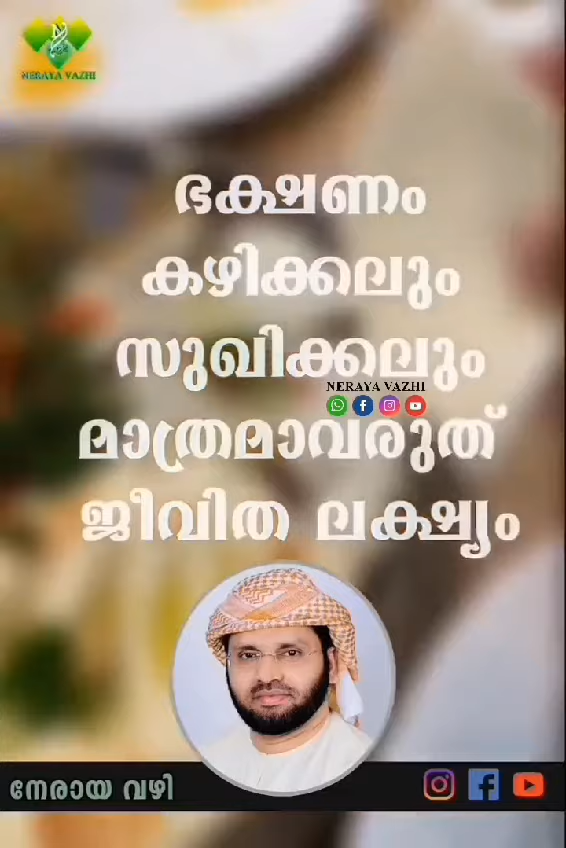 NERAYA VAZHI
ഭക്ഷണം
കഴിക്കലും
സുഖിക്കലും
NERAYA VAZHI
മാത്രമാവരുത്
ജീവിത ലക്ഷ്യം
നേരായ വഴി